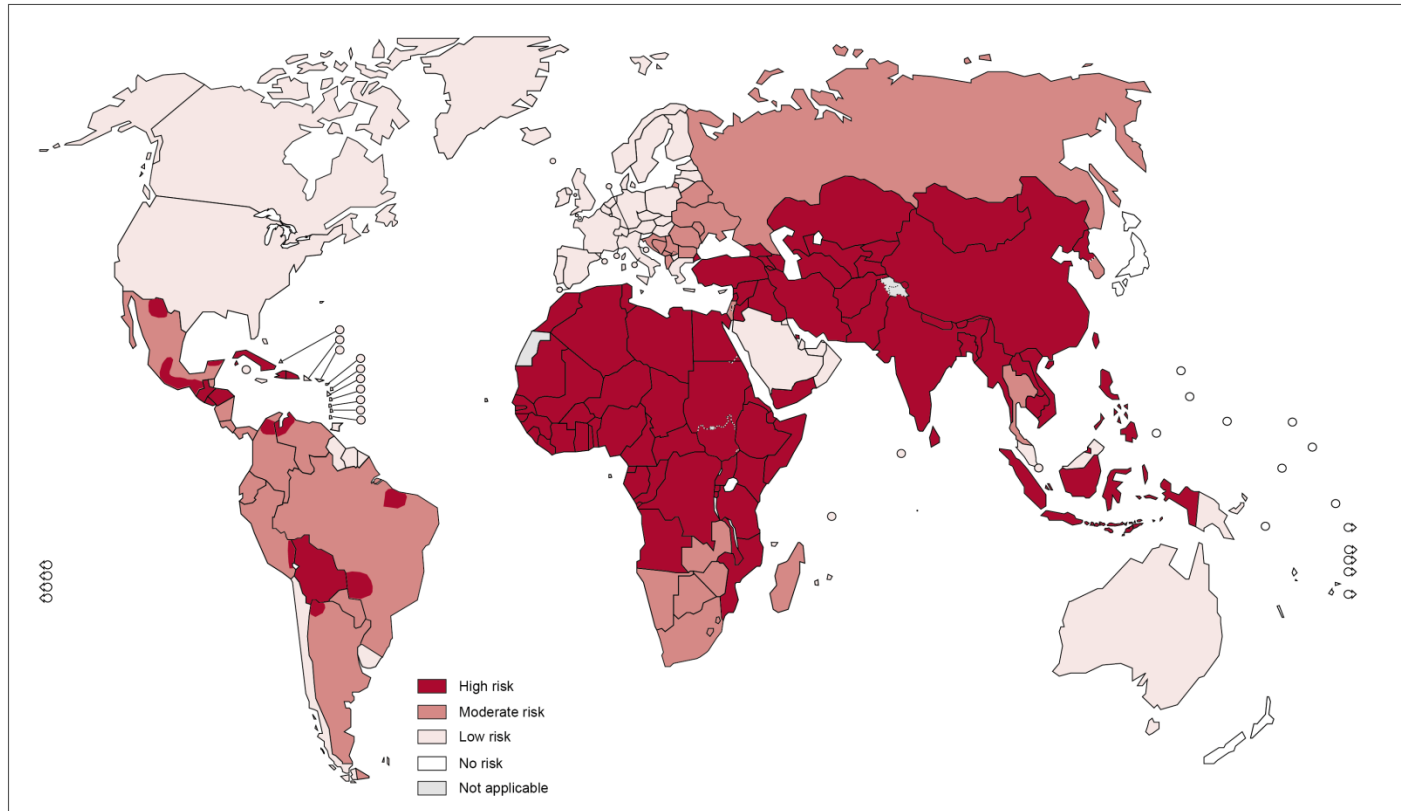 High risk
Moderate risk
Low risk
No risk
Not applicable